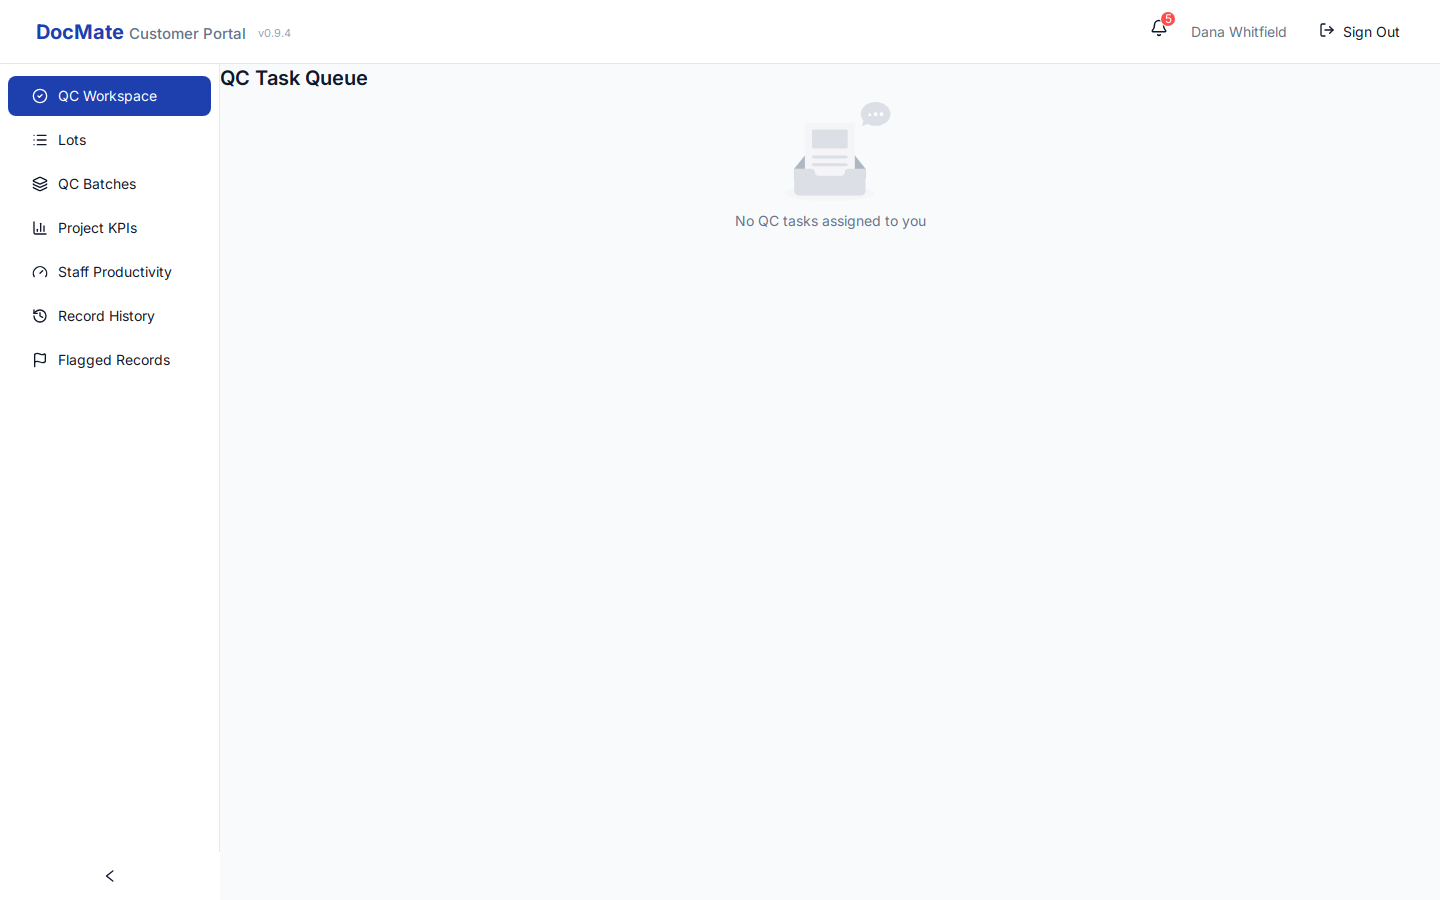 DocMate Customer Portal v0.9.4
5
Dana Whitfield
Sign Out
QC Workspace
Lots
QC Batches
Project KPIs
Staff Productivity
Record History
Flagged Records
QC Task Queue
No QC tasks assigned to you